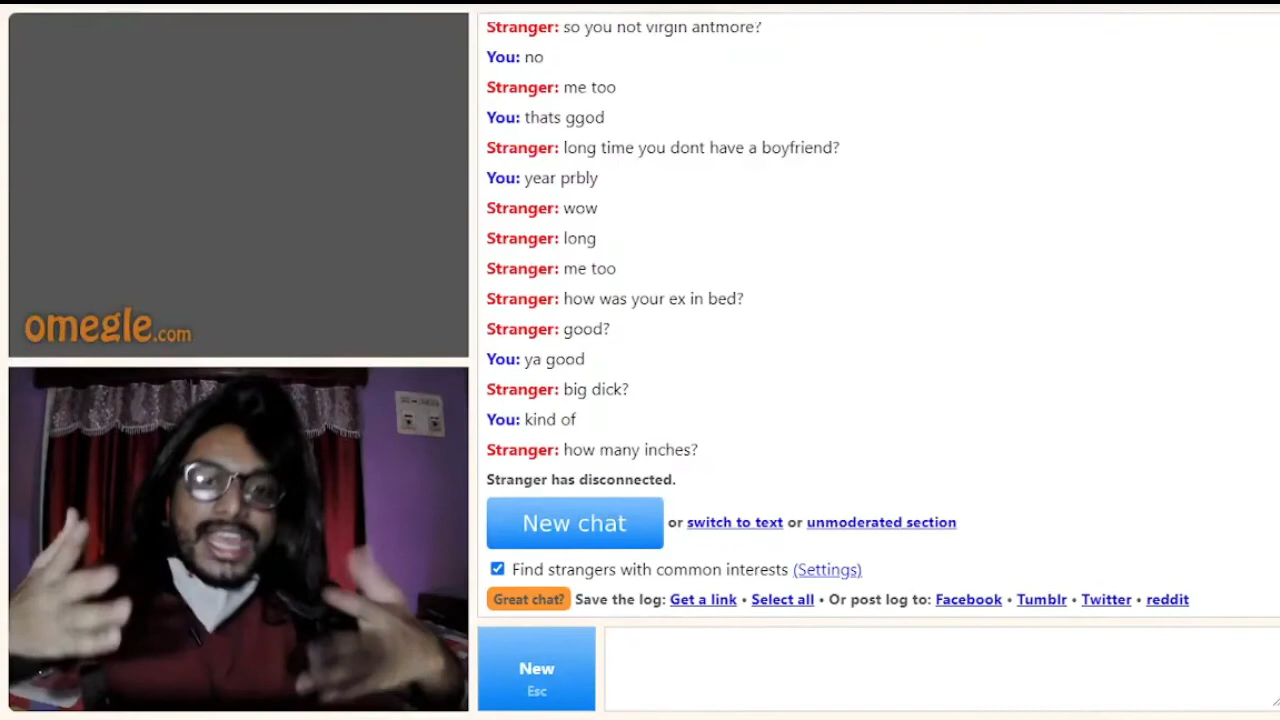 Stranger: so you not virgin antmore?
You: no
Stranger: me too
You: thats ggod
Stranger: long time you dont have a boyfriend?
You: year prbly
Stranger: wow
Stranger: long
Stranger: me too
Stranger: how was your ex in bed?
Stranger: good?
You: ya good
Stranger: big dick?
You: kind of
Stranger: how many inches?
Stranger has disconnected.
New chat or switch to text or unmoderated section
Find strangers with common interests (Settings)
Great chat? Save the log: Get a link • Select all • Or post log to: Facebook • Tumblr • Twitter • reddit
New
Esc
omegle.com